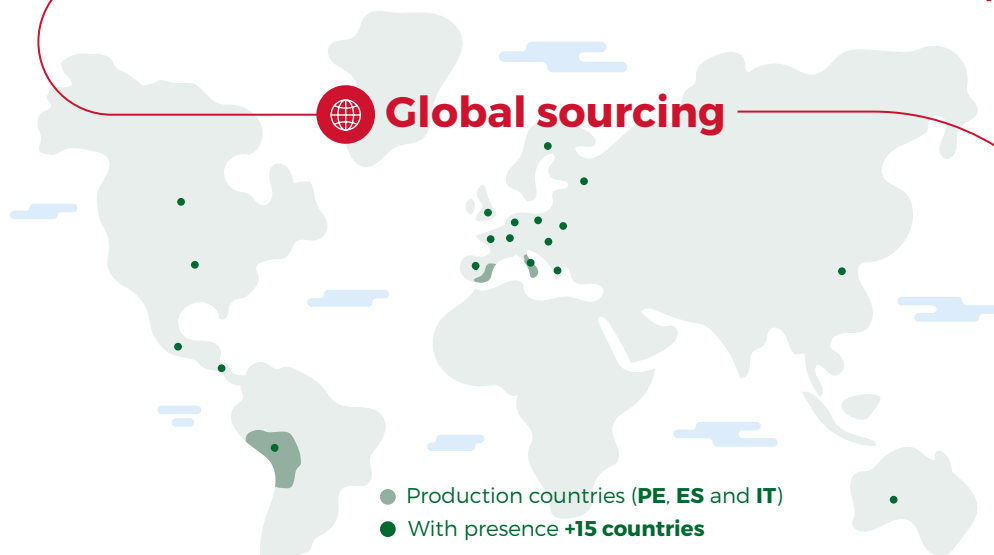 Global sourcing
Production countries (PE, ES and IT)
With presence +15 countries